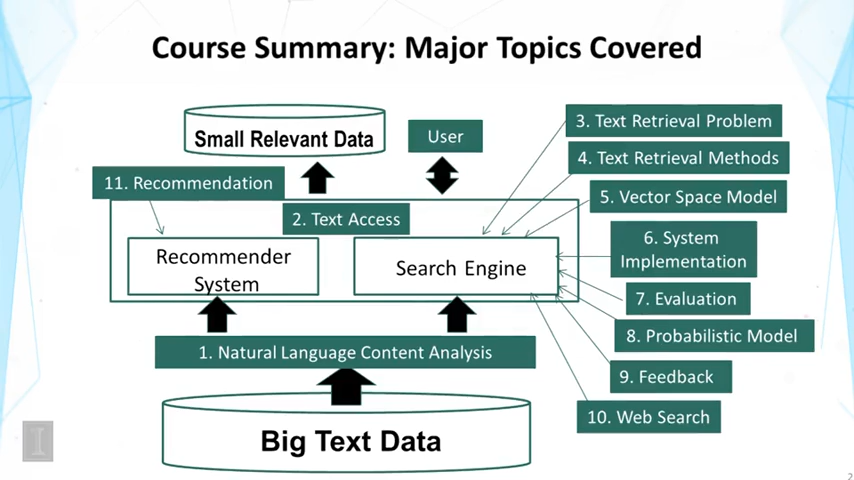 Course Summary: Major Topics Covered
Small Relevant Data
User
3. Text Retrieval Problem
4. Text Retrieval Methods
11. Recommendation
5. Vector Space Model
2. Text Access
6. System
Implementation
Recommender
System
Search Engine
7. Evaluation
8. Probabilistic Model
1. Natural Language Content Analysis
9. Feedback
10. Web Search
Big Text Data
I
2